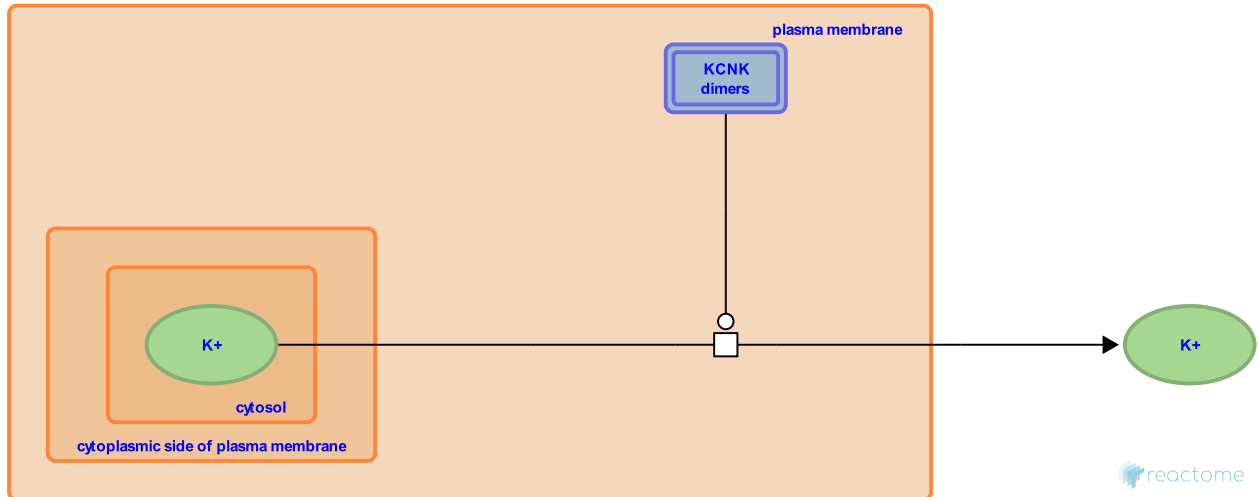 plasma membrane
KCNK
dimers
K+
K+
cytosol
cytoplasmic side of plasma membrane
reactome